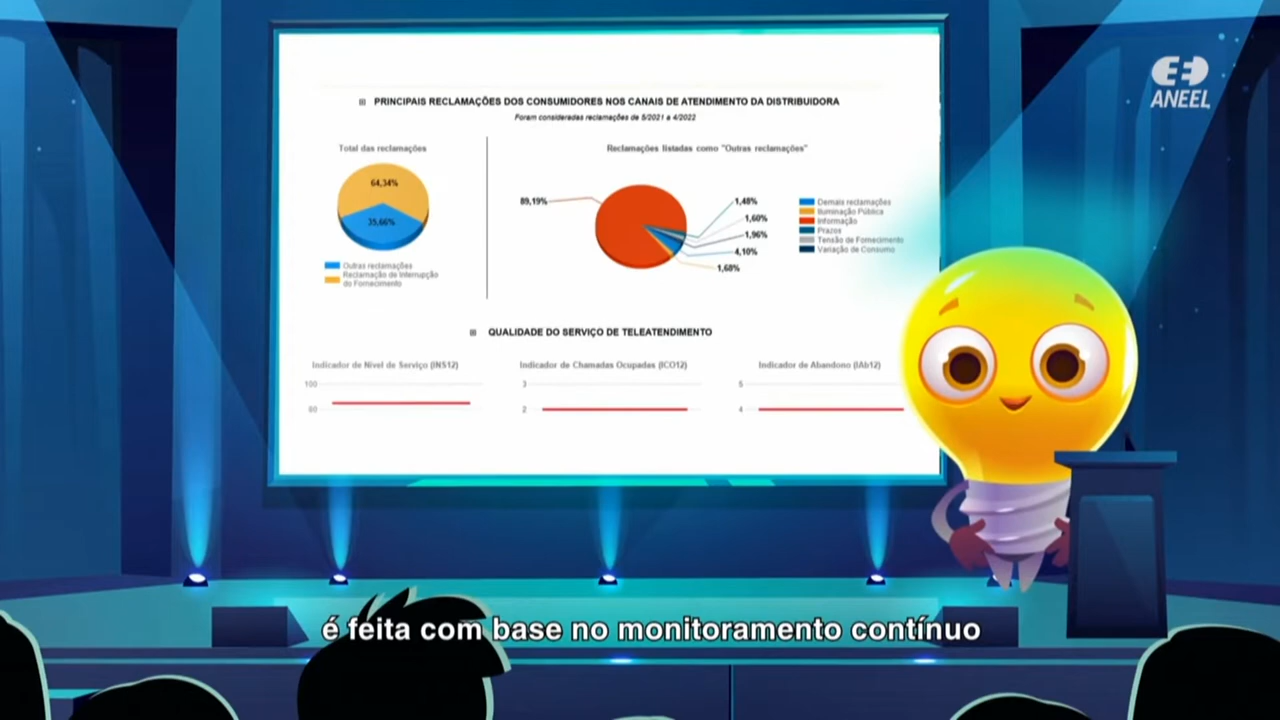 ANEEL
PRINCIPAIS RECLAMAÇÕES DOS CONSUMIDORES NOS CANAIS DE ATENDIMENTO DA DISTRIBUIDORA
Foram consideradas reclamações de 5/2021 a 4/2022
Total das reclamações
64,34%
35,66%
Outras reclamações
Reclamação de Interrupção
do Fornecimento
Reclamações listadas como "Outras reclamações"
89,19%
1,48%
1,60%
1,96%
4,10%
1,68%
Demais reclamações
Iluminação Pública
Informação
Prazos
Tensão de Fornecimento
Variação de Consumo
QUALIDADE DO SERVIÇO DE TELEATENDIMENTO
Indicador de Nível de Serviço (INS12)
100
80
Indicador de Chamadas Ocupadas (ICO12)
3
2
Indicador de Abandono (IAb12)
5
4
é feita com base no monitoramento contínuo